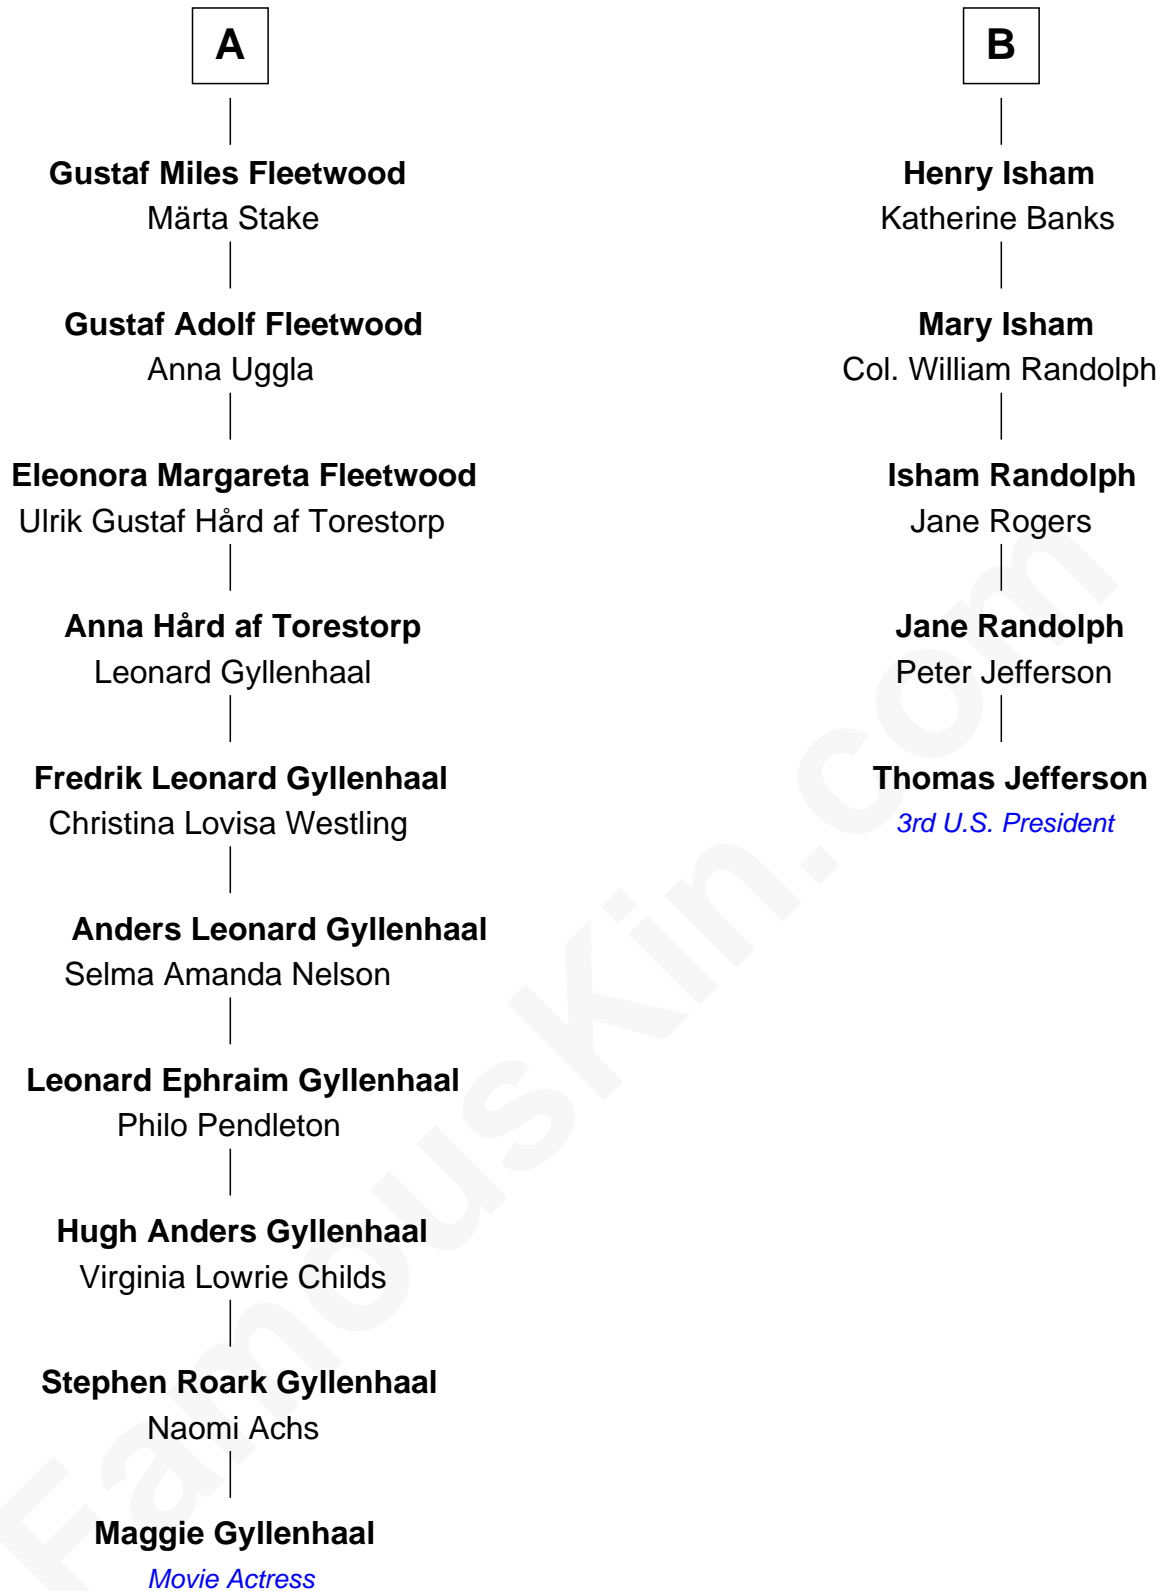 A
Gustaf Miles Fleetwood
Märta Stake
Gustaf Adolf Fleetwood
Anna Uggla
Eleonora Margareta Fleetwood
Ulrik Gustaf Hård af Torestorp
Anna Hård af Torestorp
Leonard Gyllenhaal
Fredrik Leonard Gyllenhaal
Christina Lovisa Westling
Anders Leonard Gyllenhaal
Selma Amanda Nelson
Leonard Ephraim Gyllenhaal
Philo Pendleton
Hugh Anders Gyllenhaal
Virginia Lowrie Childs
Stephen Roark Gyllenhaal
Naomi Achs
Maggie Gyllenhaal
Movie Actress
B
Henry Isham
Katherine Banks
Mary Isham
Col. William Randolph
Isham Randolph
Jane Rogers
Jane Randolph
Peter Jefferson
Thomas Jefferson
3rd U.S. President
FamousKin.com